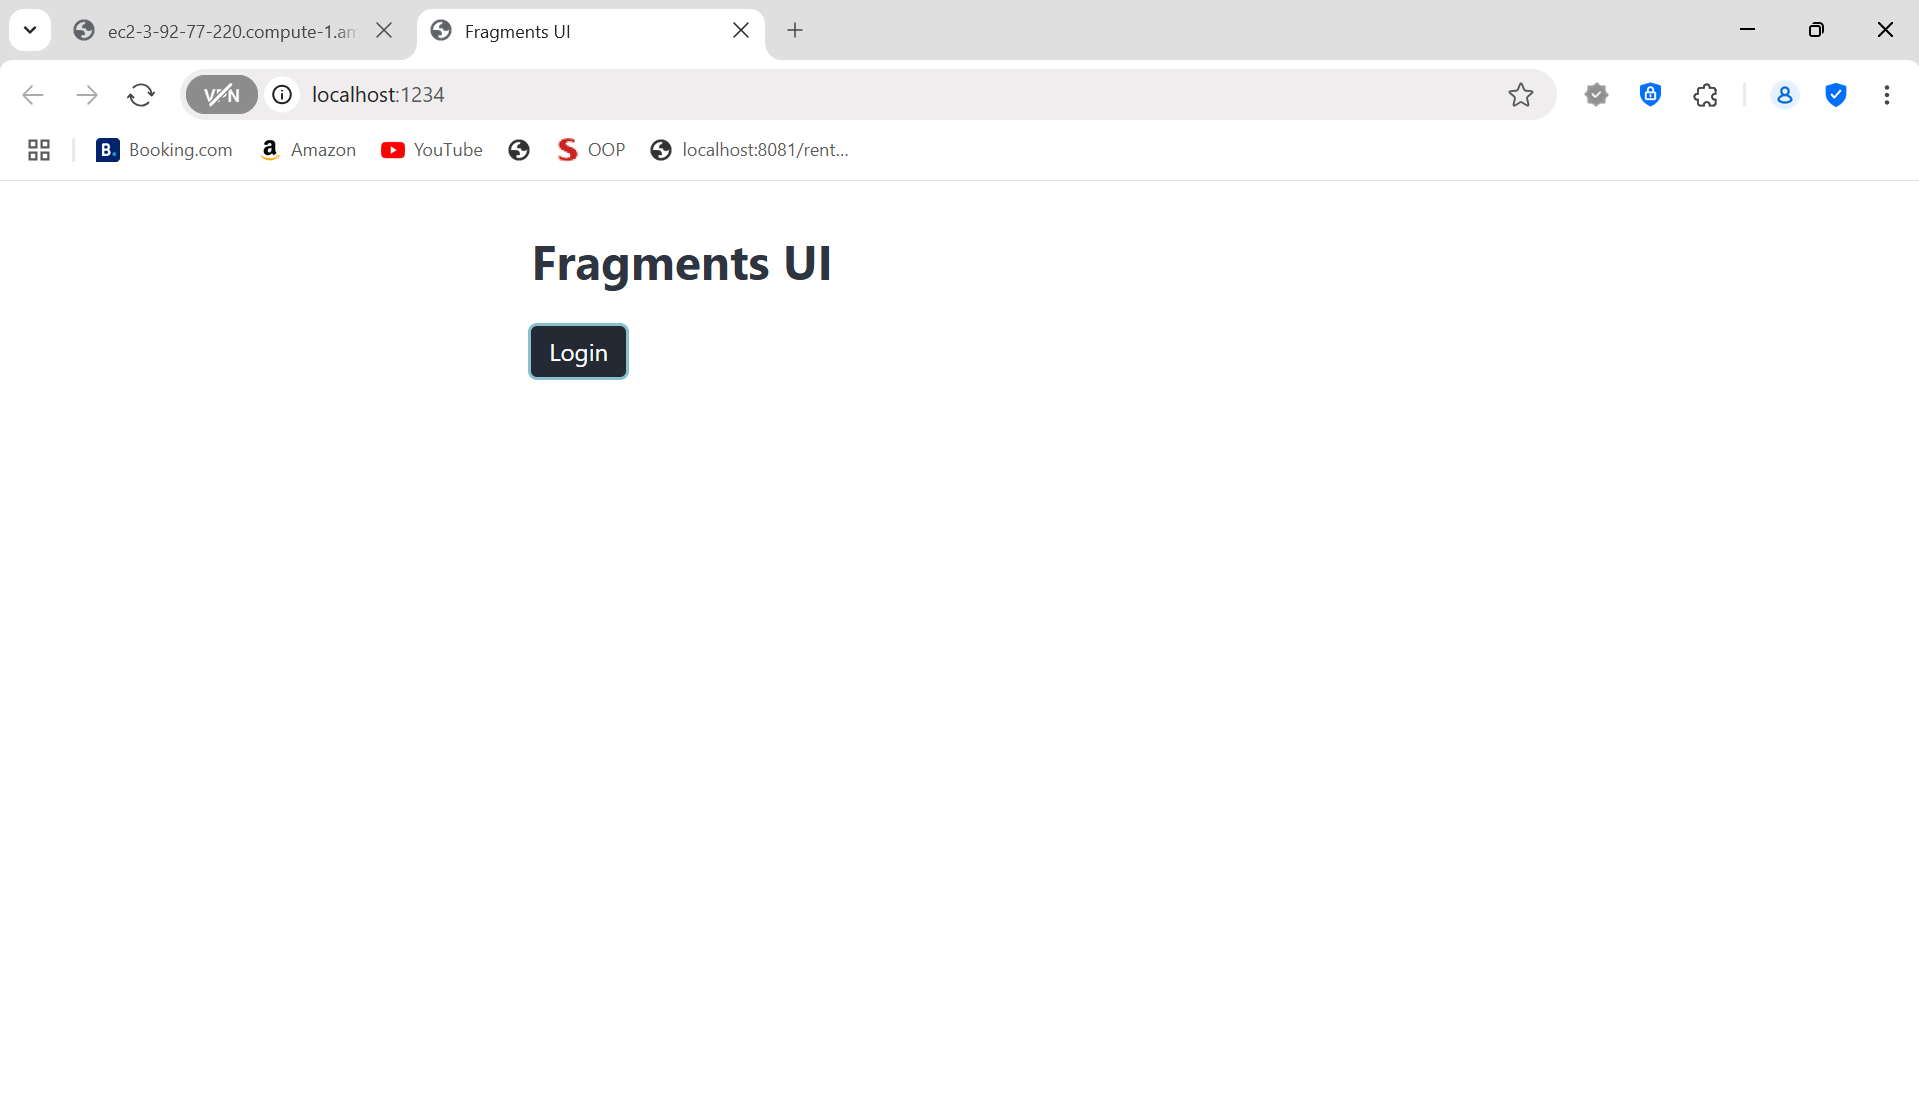 ec2-3-92-77-220.compute-1.am
Fragments UI
VPN
localhost:1234
B.
Booking.com
a
Amazon
YouTube
S
OOP
localhost:8081/rent...
Fragments UI
Login